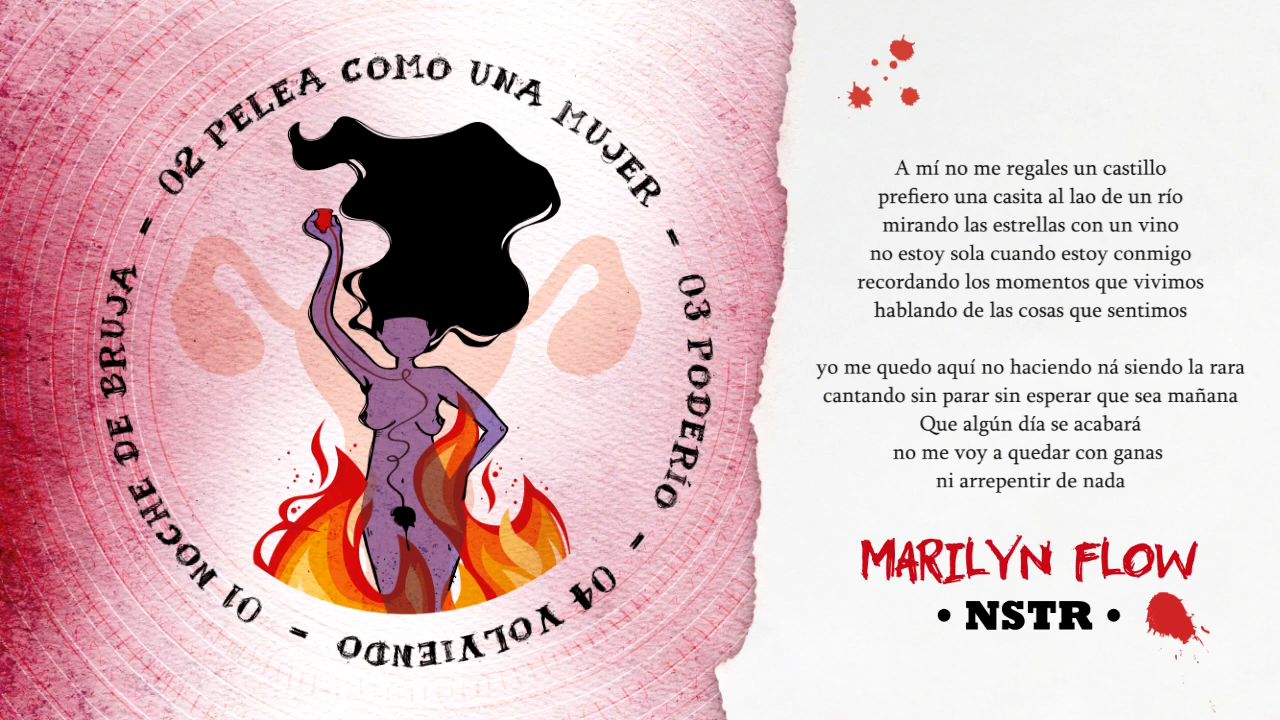 01 NOCHE DE BRUJA - 02 PELEA COMO UNA MUJER - 03 PODERÍO - 04 VOLVIENDO -
A mí no me regales un castillo
prefiero una casita al lao de un río
mirando las estrellas con un vino
no estoy sola cuando estoy conmigo
recordando los momentos que vivimos
hablando de las cosas que sentimos
yo me quedo aquí no haciendo ná siendo la rara
cantando sin parar sin esperar que sea mañana
Que algún día se acabará
no me voy a quedar con ganas
ni arrepentir de nada
MARILYN FLOW
• NSTR •